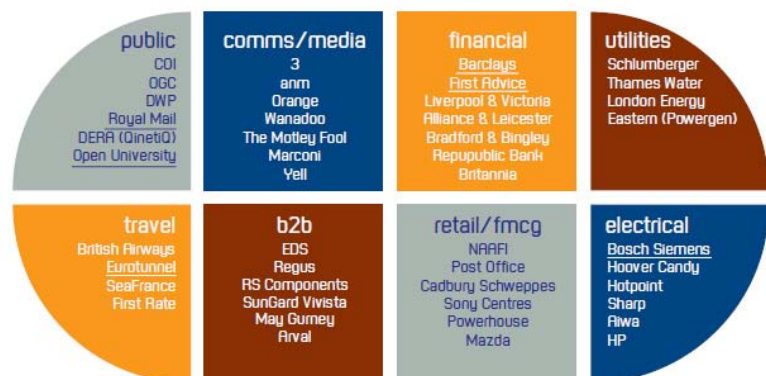 public
COI
OGC
DWP
Royal Mail
DERA (QinetiQ)
Open University
comms/media
3
anm
Orange
Wanadoo
The Motley Fool
Marconi
Yell
financial
Barclays
First Advice
Liverpool & Victoria
Alliance & Leicester
Bradford & Bingley
Repupublic Bank
Britannia
utilities
Schlumberger
Thames Water
London Energy
Eastern (Powergen)
travel
British Airways
Eurotunnel
SeaFrance
First Rate
b2b
EDS
Regus
RS Components
SunGard Vivista
May Gurney
Arval
retail/fmcg
NAAFI
Post Office
Cadbury Schweppes
Sony Centres
Powerhouse
Mazda
electrical
Bosch Siemens
Hoover Candy
Hotpoint
Sharp
Aiwa
HP